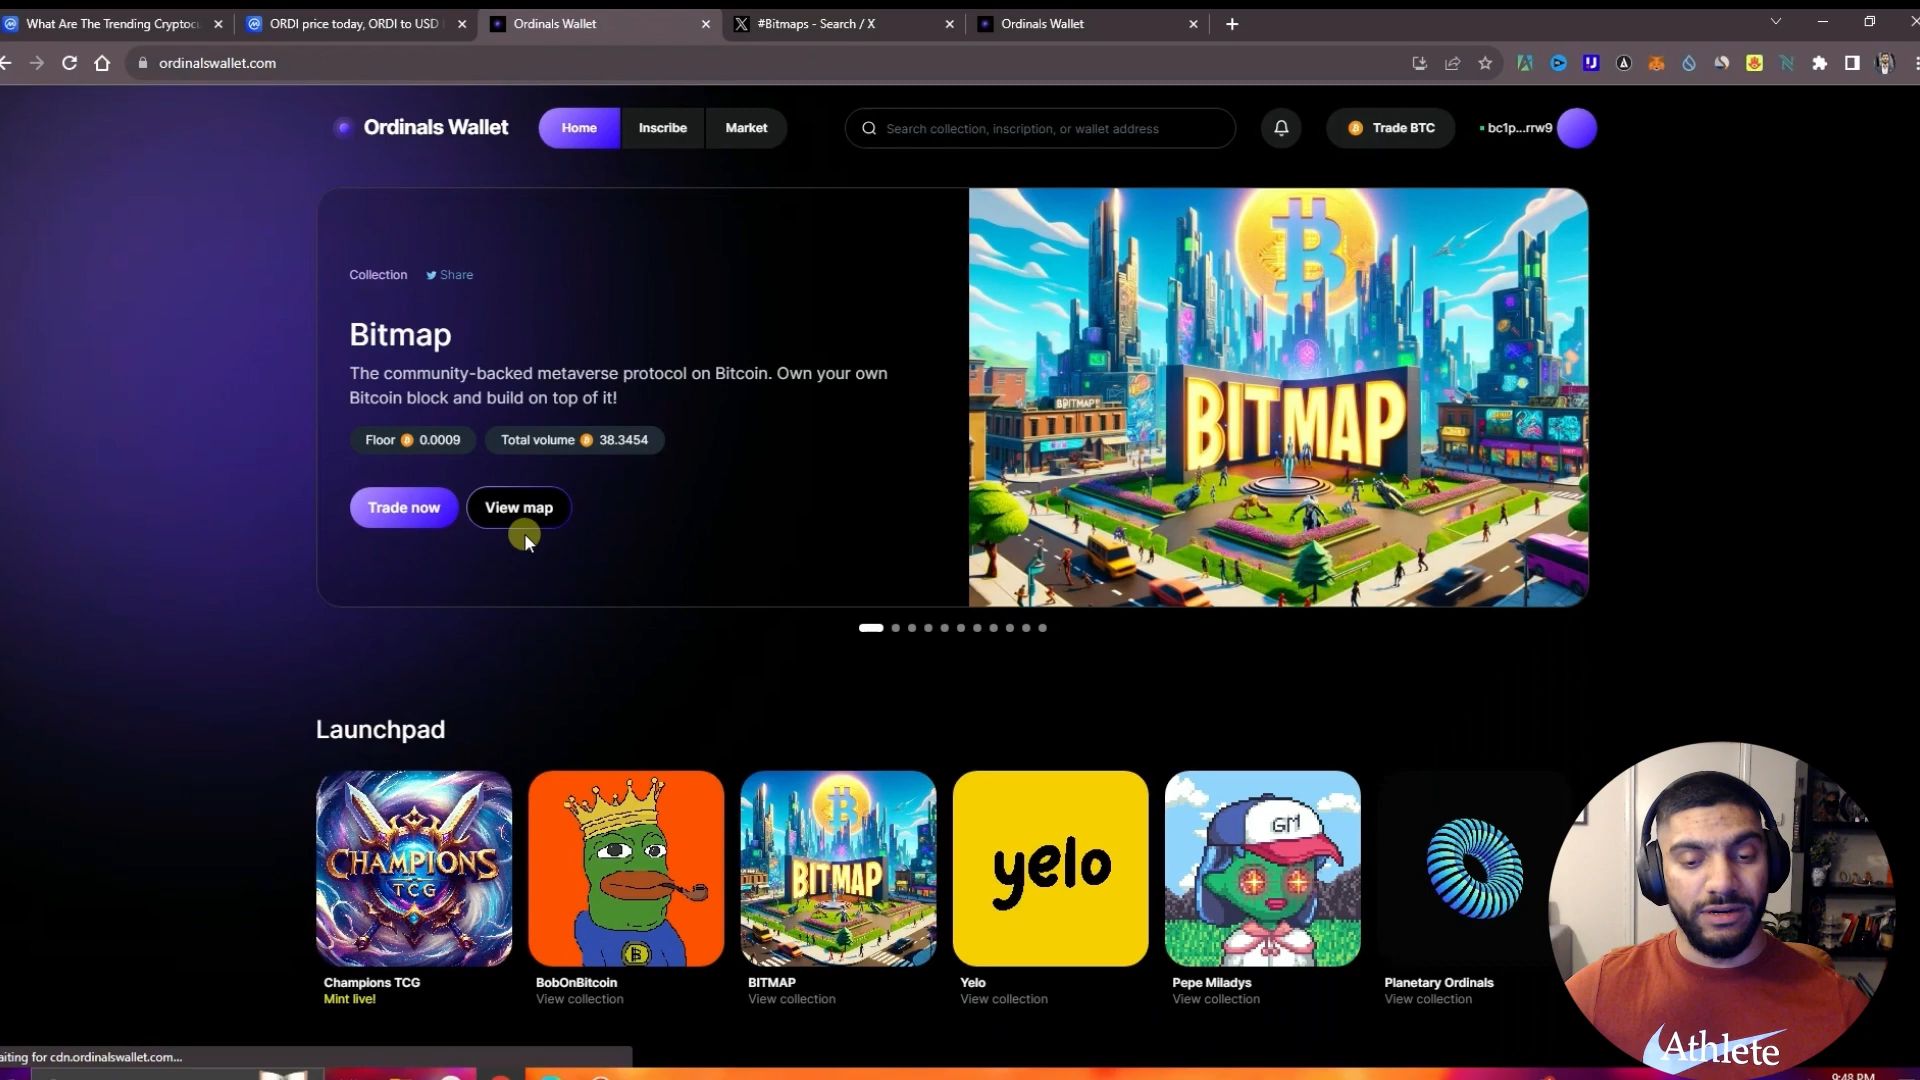 What Are The Trending Cryptoc
ORDI price today, ORDI to USD
Ordinals Wallet
#Bitmaps - Search / X
Ordinals Wallet
ordinalswallet.com
Ordinals Wallet
Home
Inscribe
Market
Search collection, inscription, or wallet address
Trade BTC
bc1p...rrw9
Collection
Share
Bitmap
The community-backed metaverse protocol on Bitcoin. Own your own
Bitcoin block and build on top of it!
Floor 0.0009
Total volume 38.3454
Trade now
View map
BITMAP
Launchpad
CHAMPIONS
TCG
BITMAP
yelo
GM
Champions TCG
Mint live!
BobOnBitcoin
View collection
BITMAP
View collection
Yelo
View collection
Pepe Miladys
View collection
Planetary Ordinals
View collection
Athlete
aiting for cdn.ordinalswallet.com...
9:48 PM